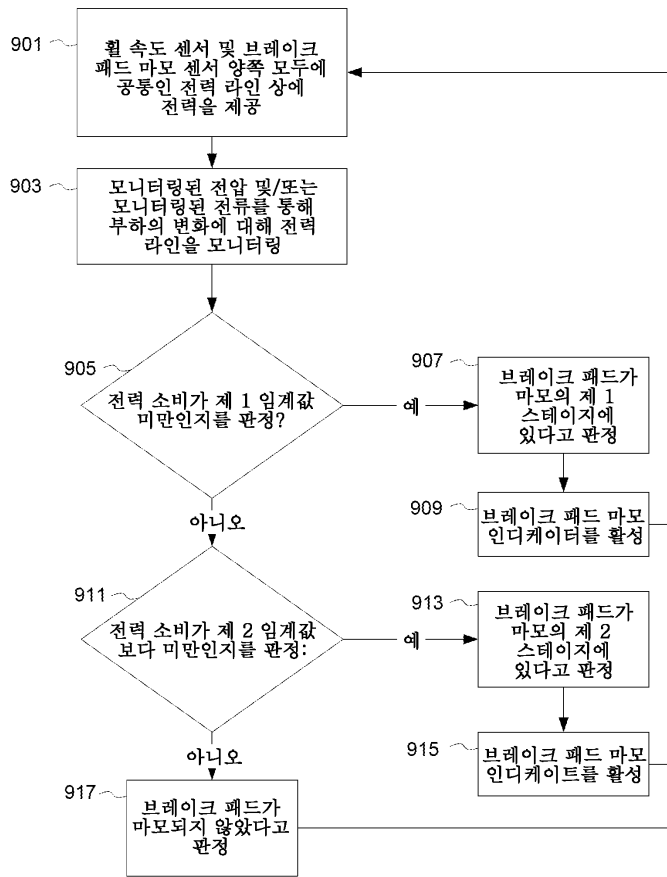 901
휠 속도 센서 및 브레이크
패드 마모 센서 양쪽 모두에
공통인 전력 라인 상에
전력을 제공
903
모니터링된 전압 및/또는
모니터링된 전류를 통해
부하의 변화에 대해 전력
라인을 모니터링
905
전력 소비가 제 1 임계값
미만인지를 판정?
예
907
브레이크 패드가
마모의 제 1
스테이지에
있다고 판정
909
브레이크 패드 마모
인디케이터를 활성
아니오
911
전력 소비가 제 2 임계값
보다 미만인지를 판정:
예
913
브레이크 패드가
마모의 제 2
스테이지에
있다고 판정
915
브레이크 패드 마모
인디케이트를 활성
아니오
917
브레이크 패드가
마모되지 않았다고
판정